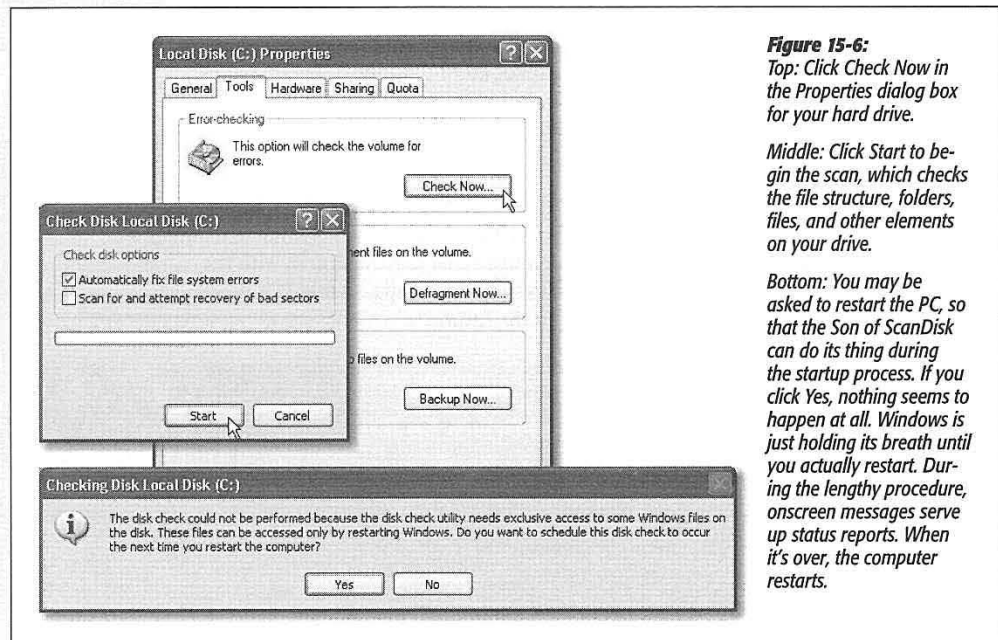 Local Disk (C:) Properties
General Tools Hardware Sharing Quota
Error-checking
This option will check the volume for
errors.
Check Now...
Check Disk Local Disk (C:)
Check disk options
Automatically fix file system errors
Scan for and attempt recovery of bad sectors
Start Cancel
files on the volume.
Defragment Now...
files on the volume.
Backup Now...
Checking Disk Local Disk (C:)
The disk check could not be performed because the disk check utility needs exclusive access to some Windows files on
the disk. These files can be accessed only by restarting Windows. Do you want to schedule this disk check to occur
the next time you restart the computer?
Yes No
Figure 15-6:
Top: Click Check Now in
the Properties dialog box
for your hard drive.
Middle: Click Start to be-
gin the scan, which checks
the file structure, folders,
files, and other elements
on your drive.
Bottom: You may be
asked to restart the PC, so
that the Son of ScanDisk
can do its thing during
the startup process. If you
click Yes, nothing seems to
happen at all. Windows is
just holding its breath until
you actually restart. Dur-
ing the lengthy procedure,
onscreen messages serve
up status reports. When
it's over, the computer
restarts.